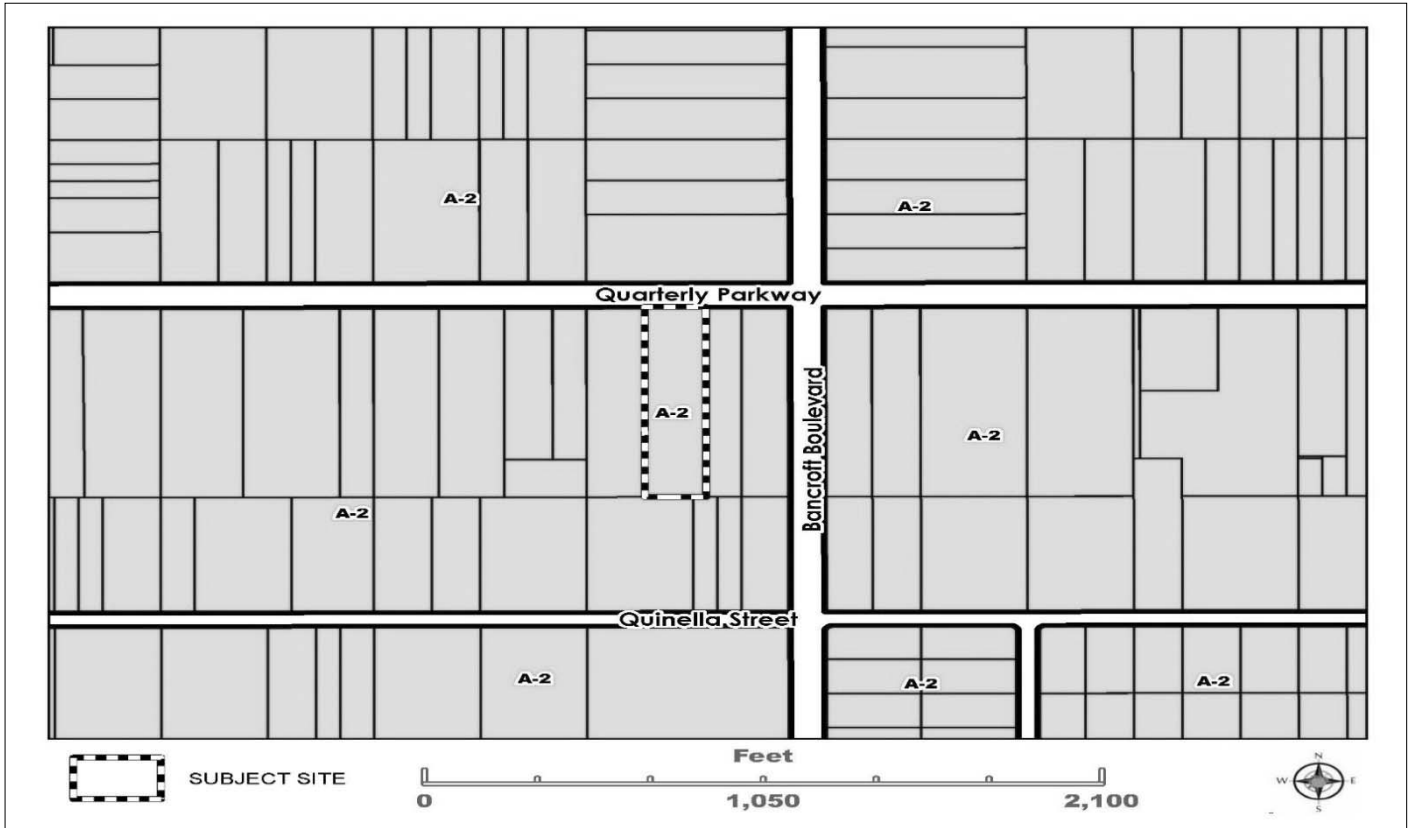 A-2
A-2
Quarterly Parkway
A-2
Bancroft Boulevard
A-2
A-2
Quinella Street
A-2
A-2
A-2
SUBJECT SITE
Feet
0 1,050 2,100
N
W E
S